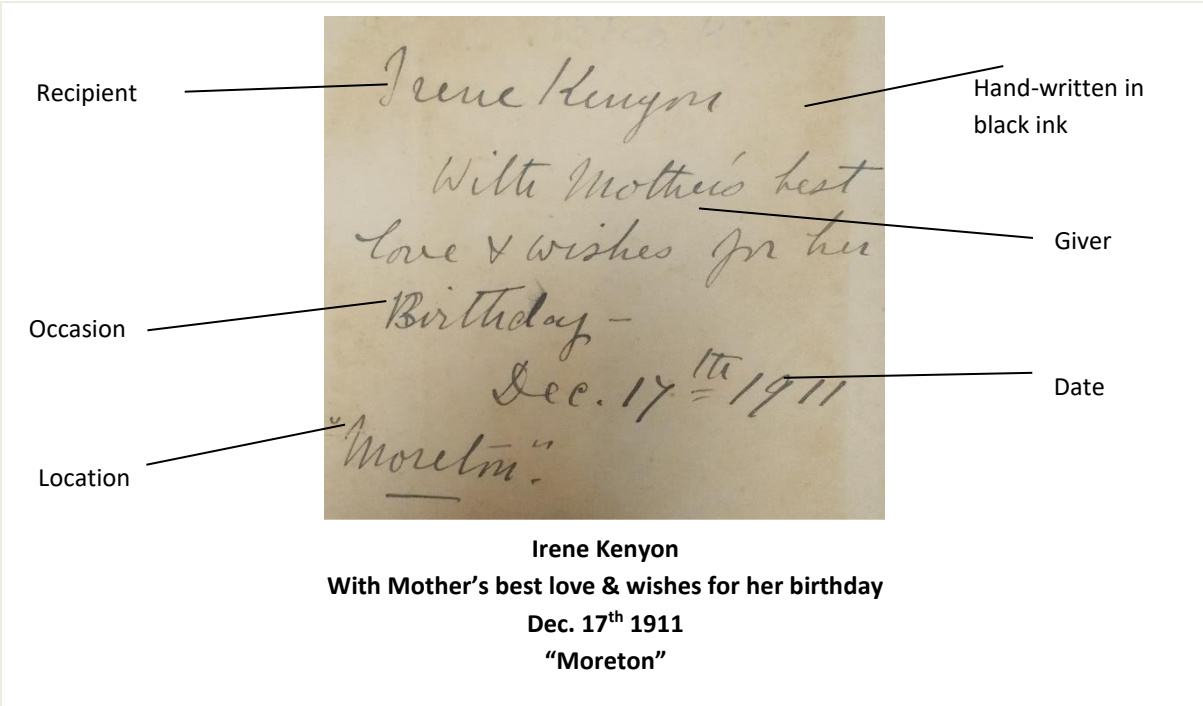 Recipient
Irene Kenyon
Hand-written in
black ink
With Mother's best
love & wishes for her
Giver
Birthday –
Occasion
Dec. 17th 1911
Date
"Moreton".
Location
Irene Kenyon
With Mother’s best love & wishes for her birthday
Dec. 17th 1911
“Moreton”